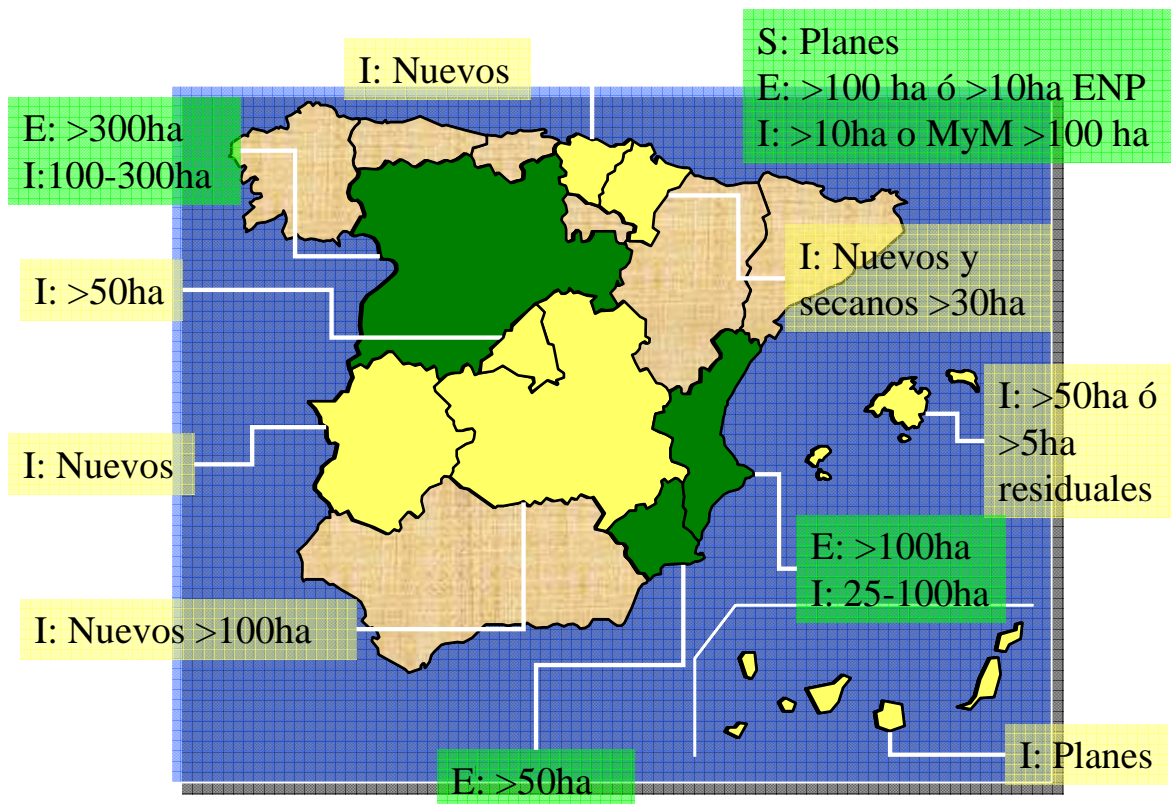 I: Nuevos
S: Planes
E: >100 ha ó >10ha ENP
I: >10ha o MyM >100 ha
E: >300ha
I:100-300ha
I: >50ha
I: Nuevos y
secanos >30ha
I: >50ha ó
>5ha
residuales
I: Nuevos
E: >100ha
I: 25-100ha
I: Nuevos >100ha
I: Planes
E: >50ha